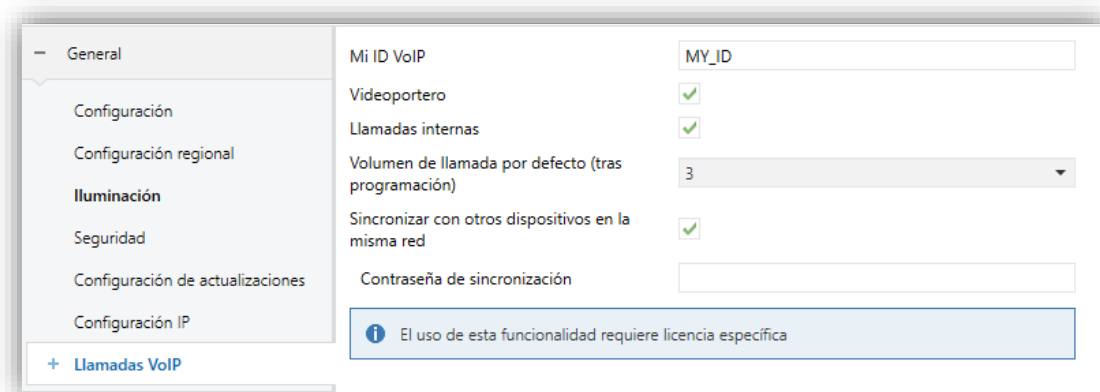 General
Configuración
Configuración regional
Iluminación
Seguridad
Configuración de actualizaciones
Configuración IP
Llamadas VoIP
Mi ID VoIP
MY_ID
Videoportero
Llamadas internas
Volumen de llamada por defecto (tras
programación)
3
Sincronizar con otros dispositivos en la
misma red
Contraseña de sincronización
El uso de esta funcionalidad requiere licencia específica